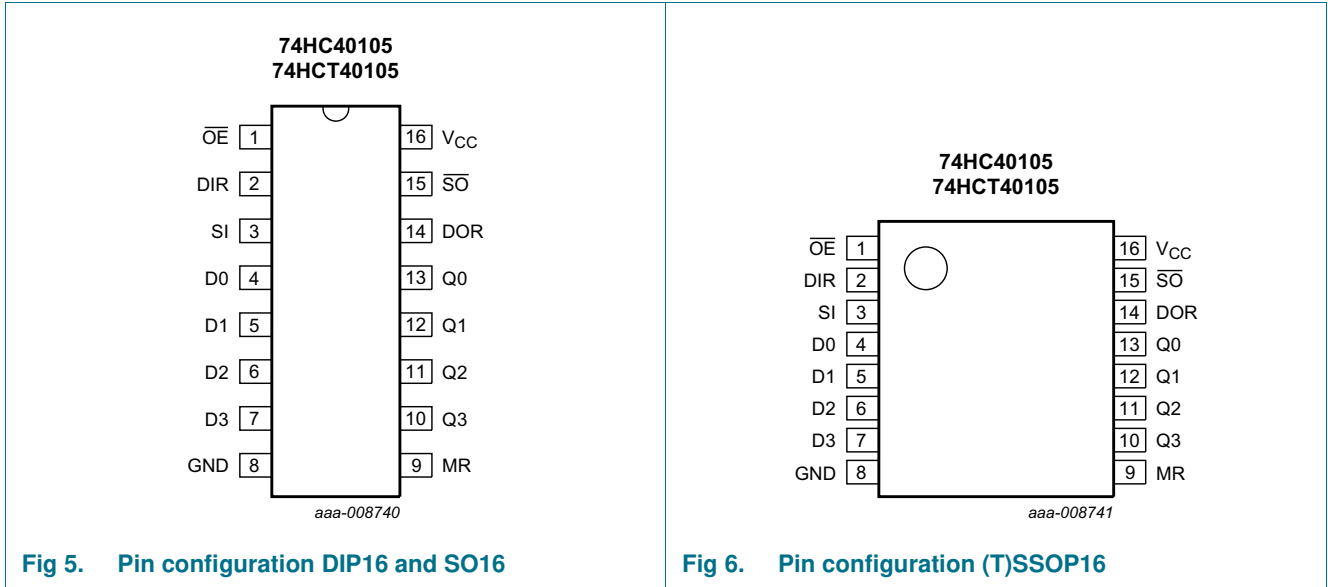 74HC40105
74HCT40105
O̅E̅ 1 16 VCC
DIR 2 15 S̅O̅
SI 3 14 DOR
D0 4 13 Q0
D1 5 12 Q1
D2 6 11 Q2
D3 7 10 Q3
GND 8 9 MR
aaa-008740
Fig 5. Pin configuration DIP16 and SO16
74HC40105
74HCT40105
O̅E̅ 1 16 VCC
DIR 2 15 S̅O̅
SI 3 14 DOR
D0 4 13 Q0
D1 5 12 Q1
D2 6 11 Q2
D3 7 10 Q3
GND 8 9 MR
aaa-008741
Fig 6. Pin configuration (T)SSOP16